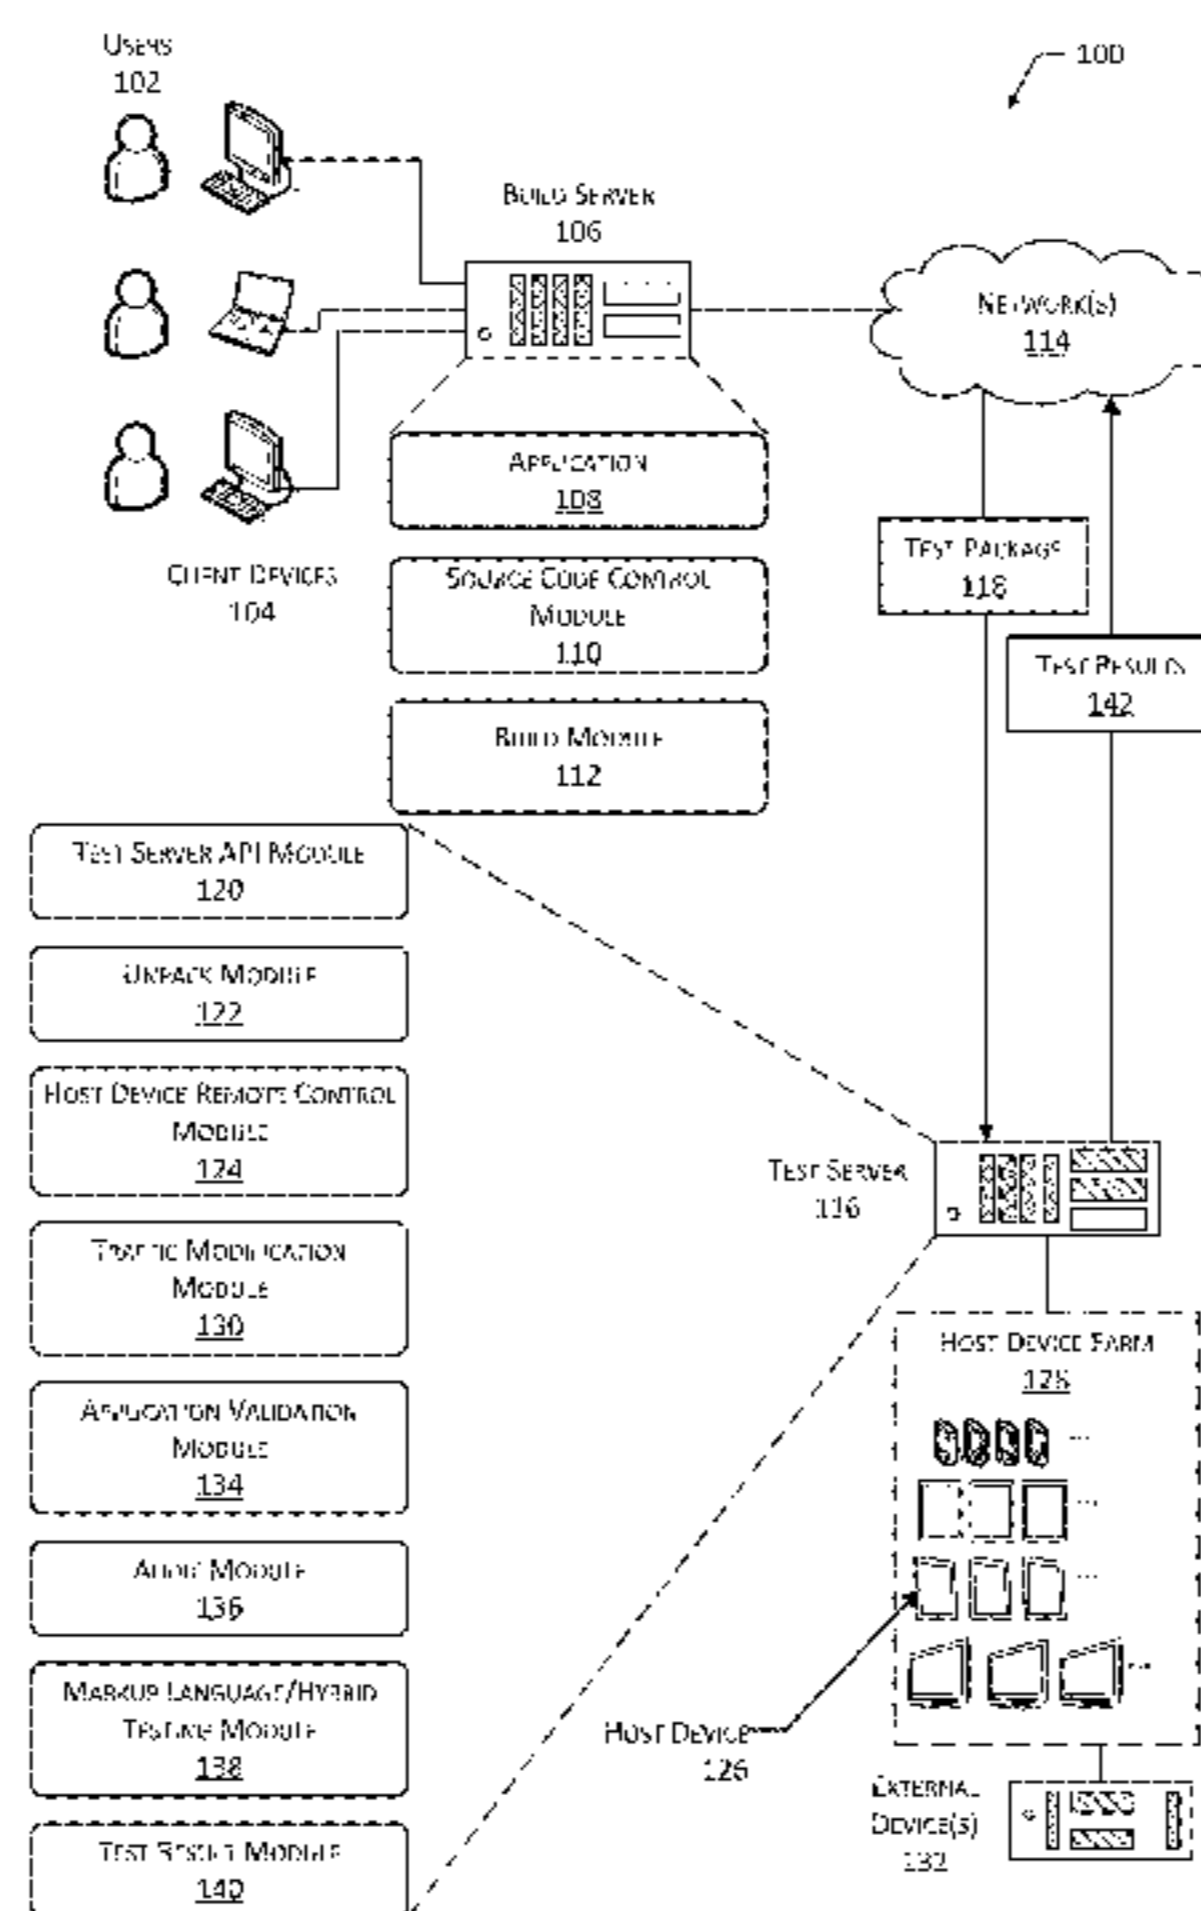 USERS
102
100
BUILD SERVER
106
NETWORK(S)
114
APPLICATION
108
CLIENT DEVICES
104
SOURCE CODE CONTROL
MODULE
110
TEST PACKAGE
118
TEST RESULTS
142
BUILD MODULE
112
TEST SERVER API MODULE
120
UNPACK MODULE
122
HOST DEVICE REMOTE CONTROL
MODULE
124
TEST SERVER
116
TRAFFIC MODIFICATION
MODULE
130
HOST DEVICE FARM
128
APPLICATION VALIDATION
MODULE
134
AUDIO MODULE
136
MARKUP LANGUAGE/HYBRID
TESTING MODULE
138
HOST DEVICE
126
EXTERNAL
DEVICE(S)
132
TEST RESULT MODULE
140